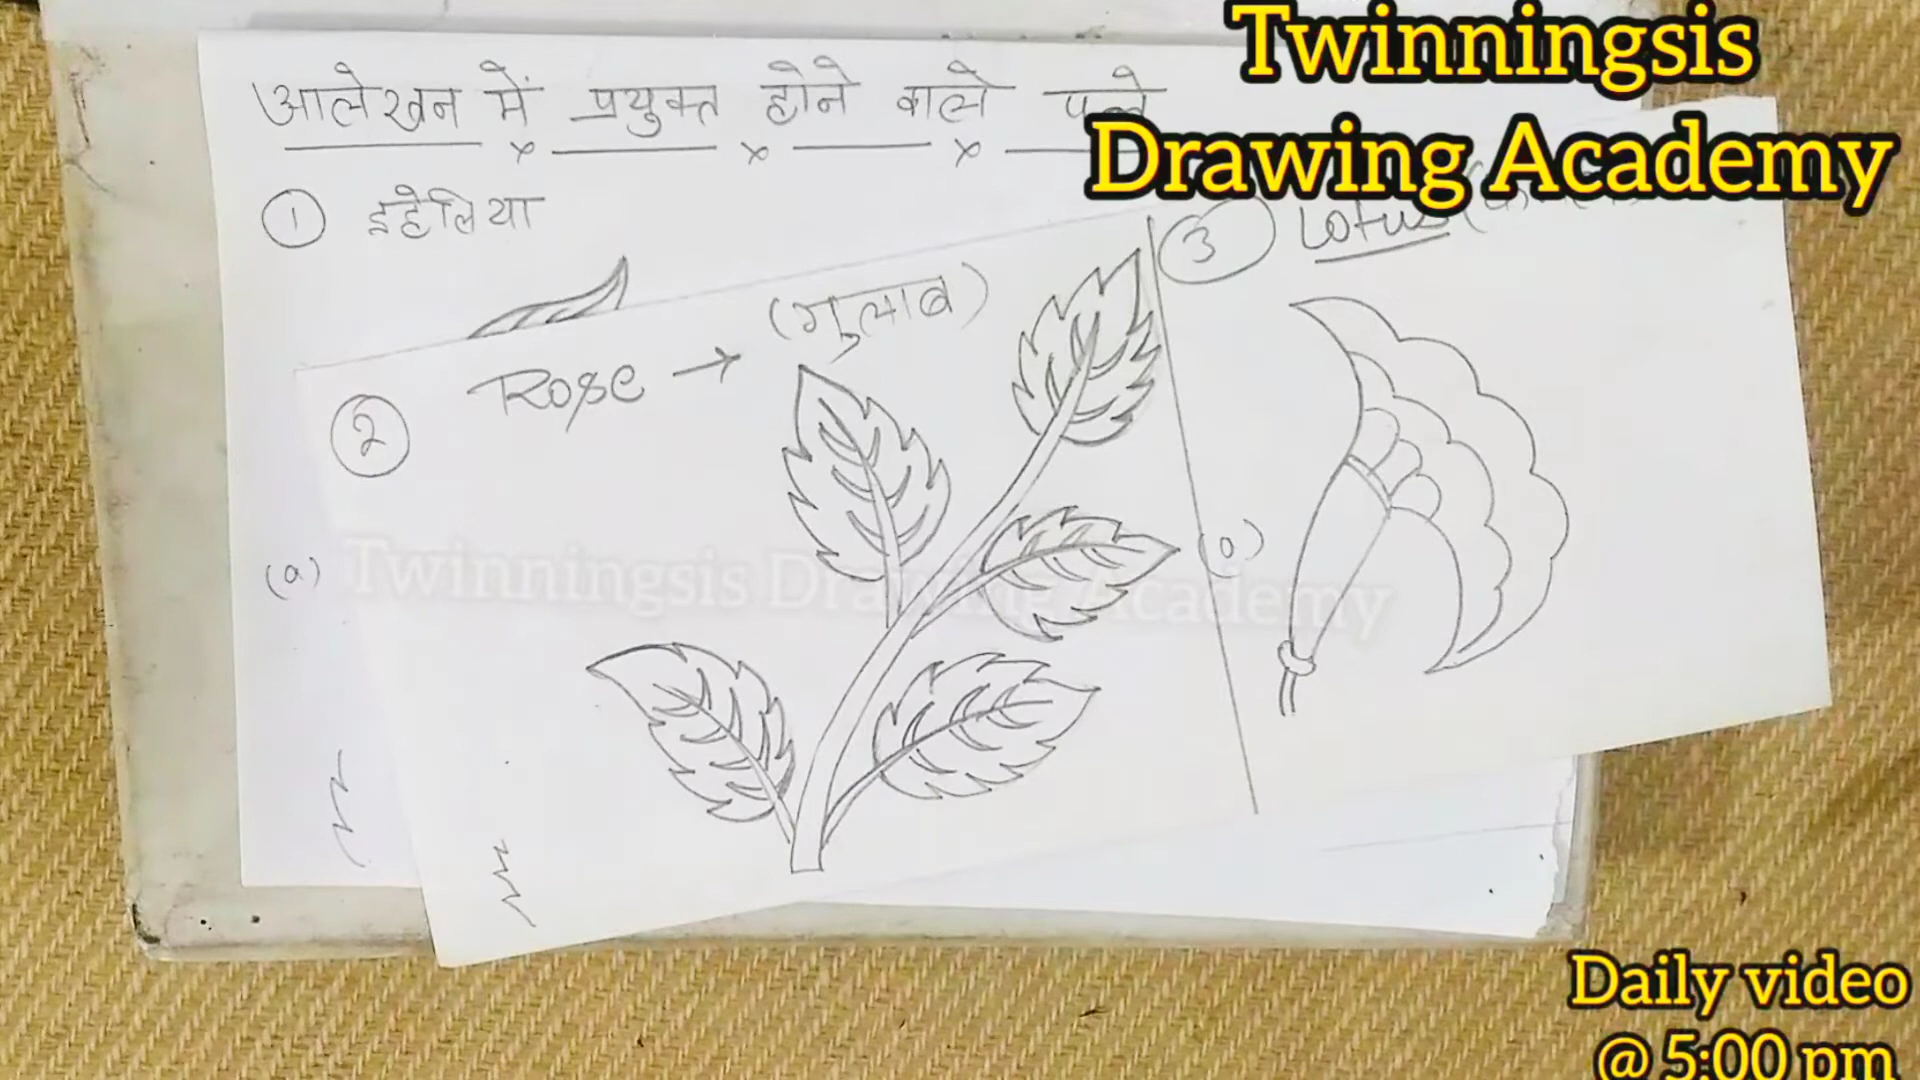 Twinningsis
Drawing Academy
आलेखन में प्रयुक्त होने वाले पत्ते
① डहेलिया
③ Lotus
② Rose → (गुलाब)
(a)
(a)
Twinningsis Drawing Academy
Daily video
@ 5:00 pm